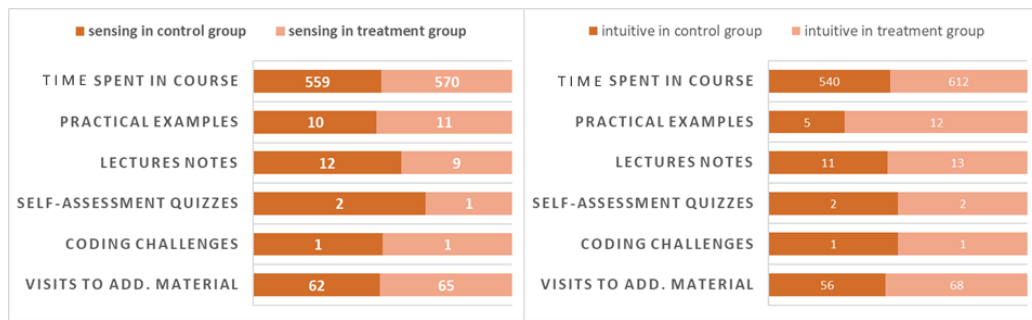 sensing in control group sensing in treatment group
TIME SPENT IN COURSE 559 570
PRACTICAL EXAMPLES 10 11
LECTURES NOTES 12 9
SELF-ASSESSMENT QUIZZES 2 1
CODING CHALLENGES 1 1
VISITS TO ADD. MATERIAL 62 65
intuitive in control group intuitive in treatment group
TIME SPENT IN COURSE 540 612
PRACTICAL EXAMPLES 5 12
LECTURES NOTES 11 13
SELF-ASSESSMENT QUIZZES 2 2
CODING CHALLENGES 1 1
VISITS TO ADD. MATERIAL 56 68